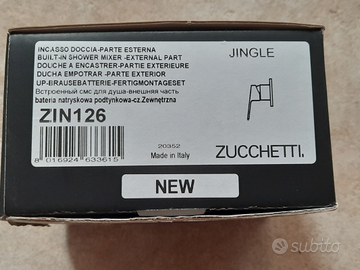 INCASSO DOCCIA-PARTE ESTERNA
BUILT-IN SHOWER MIXER -EXTERNAL PART
DOUCHE A ENCASTRER-PARTIE EXTERIEURE
DUCHA EMPOTRAR -PARTE EXTERIOR
UP-EIRAUSEBATTERIE-FERTIGMONTAGESET
Встроенный смс для душа-внешняя часть
bateria natryskowa podtynkowa-cz.Zewnętrzna
ZIN126
JINGLE
8 016924 633615
20352
Made in Italy
ZUCCHETTI.
NEW
subito